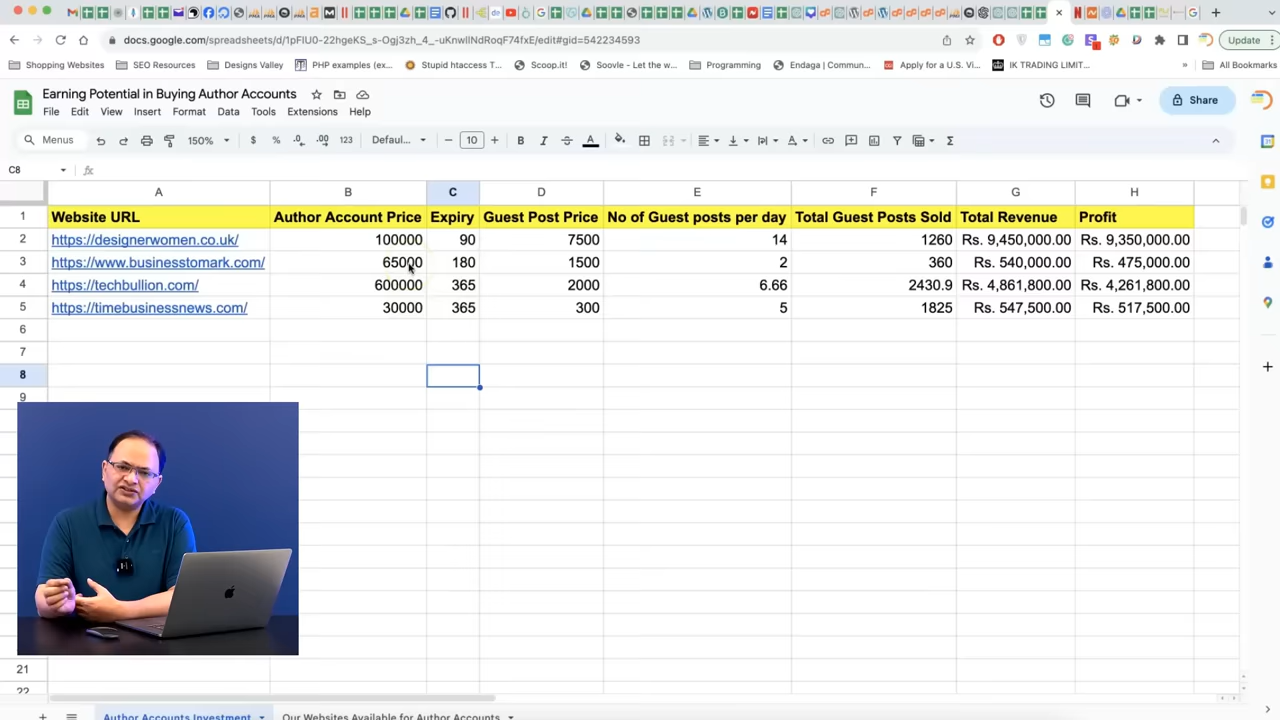 docs.google.com/spreadsheets/d/1pFIU0-22hgeKS_s-Ogj3zh_4_-uKnwlINdRoqF74fxE/edit#gid=542234593
Update
Shopping Websites
SEO Resources
Designs Valley
PHP examples (ex...
Stupid htaccess T...
Scoop.it!
Soovle - Let the w...
Programming
Endaga | Commun...
Apply for a U.S. Vi...
IK TRADING LIMIT...
»
All Bookmarks
Earning Potential in Buying Author Accounts
File Edit View Insert Format Data Tools Extensions Help
Share
Menus 150% $ % .0 .00 123 Defaul... 10 B I A
C8 fx
A B C D E F G H
1 Website URL Author Account Price Expiry Guest Post Price No of Guest posts per day Total Guest Posts Sold Total Revenue Profit
2 https://designerwomen.co.uk/ 100000 90 7500 14 1260 Rs. 9,450,000.00 Rs. 9,350,000.00
3 https://www.businesstomark.com/ 65000 180 1500 2 360 Rs. 540,000.00 Rs. 475,000.00
4 https://techbullion.com/ 600000 365 2000 6.66 2430.9 Rs. 4,861,800.00 Rs. 4,261,800.00
5 https://timebusinessnews.com/ 30000 365 300 5 1825 Rs. 547,500.00 Rs. 517,500.00
6
7
8
9
21
22
Author Accounts Investment
Our Websites Available for Author Accounts